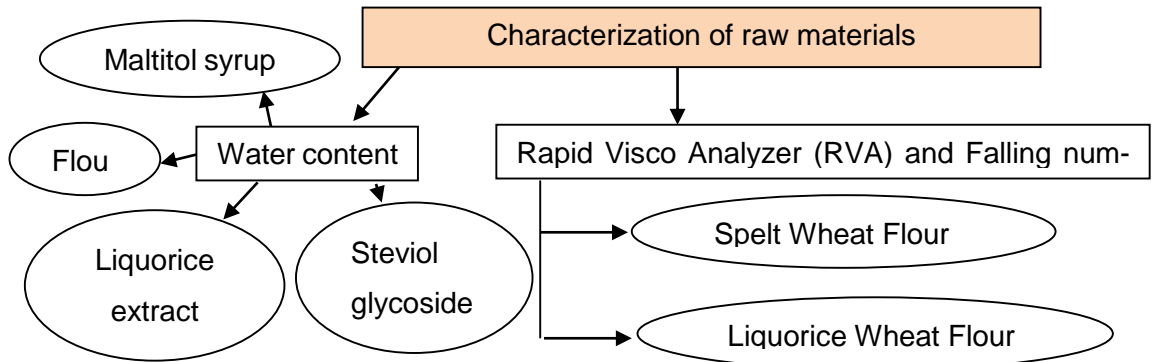 Characterization of raw materials
Maltitol syrup
Water content
Rapid Visco Analyzer (RVA) and Falling num-
Flou
Spelt Wheat Flour
Liquorice
extract
Steviol
glycoside
Liquorice Wheat Flour